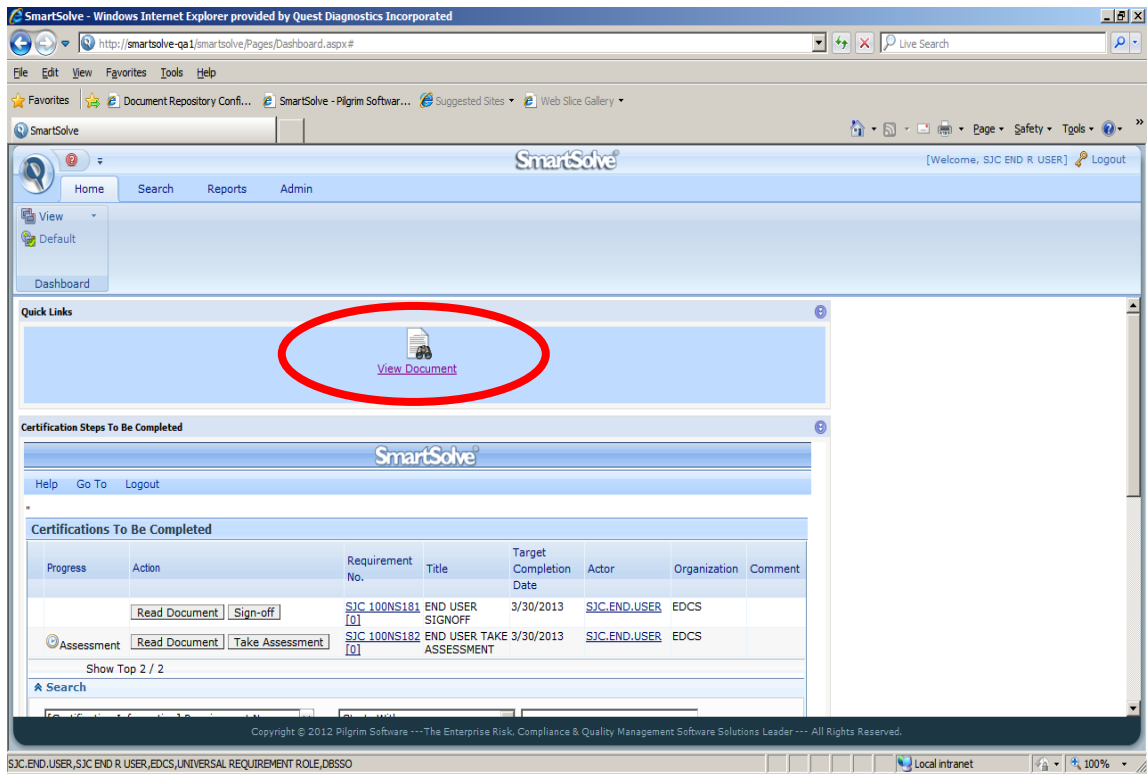 SmartSolve - Windows Internet Explorer provided by Quest Diagnostics Incorporated
http://smartsolve-qa1/smartsolve/Pages/Dashboard.aspx#
Live Search
File Edit View Favorites Tools Help
Favorites Document Repository Confi... SmartSolve - Pilgrim Softwar... Suggested Sites Web Slice Gallery
SmartSolve Page Safety Tools »
SmartSolve [Welcome, SJC END R USER] Logout
Home Search Reports Admin
View
Default
Dashboard
Quick Links
View Document
Certification Steps To Be Completed
SmartSolve
Help Go To Logout
Certifications To Be Completed
Progress Action Requirement No. Title Target Completion Date Actor Organization Comment
Read Document Sign-off SJC 100NS181 [0] END USER SIGNOFF 3/30/2013 SJC.END.USER EDCS
Assessment Read Document Take Assessment SJC 100NS182 [0] END USER TAKE ASSESSMENT 3/30/2013 SJC.END.USER EDCS
Show Top 2 / 2
Search
Copyright © 2012 Pilgrim Software ---The Enterprise Risk, Compliance & Quality Management Software Solutions Leader --- All Rights Reserved.
SJC.END.USER,SJC END R USER,EDCS,UNIVERSAL REQUIREMENT ROLE,DBSSO Local intranet 100%